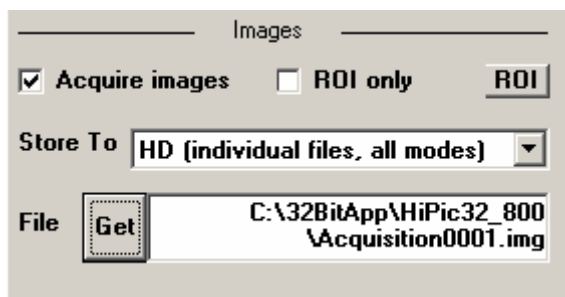 Images
Acquire images ROI only ROI
Store To HD (individual files, all modes)
File Get C:\32BitApp\HiPic32_800
\Acquisition0001.img